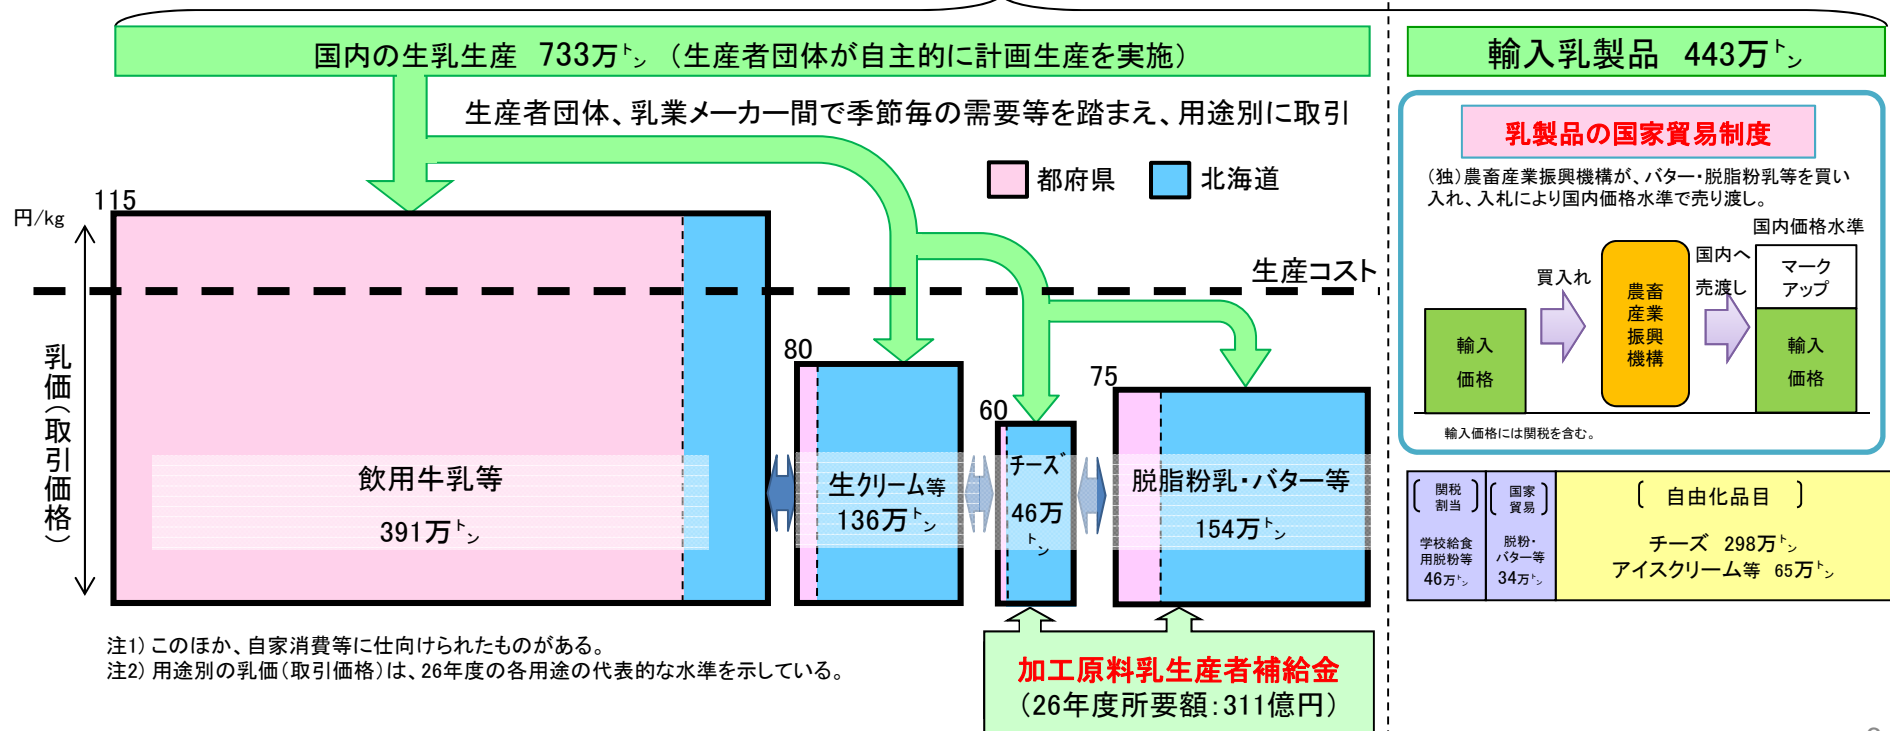 国内の生乳生産 733万トン (生産者団体が自主的に計画生産を実施)
生産者団体、乳業メーカー間で季節毎の需要等を踏まえ、用途別に取引
都府県 北海道
円/kg
115
80
60
75
生産コスト
乳価(取引価格)
飲用牛乳等
391万トン
生クリーム等
136万トン
チーズ
46万
トン
脱脂粉乳・バター等
154万トン
注1) このほか、自家消費等に仕向けられたものがある。
注2) 用途別の乳価(取引価格)は、26年度の各用途の代表的な水準を示している。
加工原料乳生産者補給金
(26年度所要額:311億円)
輸入乳製品 443万トン
乳製品の国家貿易制度
(独)農畜産業振興機構が、バター・脱脂粉乳等を買い
入れ、入札により国内価格水準で売り渡し。
国内価格水準
輸入
価格
買入れ
農畜
産業
振興
機構
国内へ
売渡し
マーク
アップ
輸入
価格
輸入価格には関税を含む。
〔関税
割当〕
学校給食
用脱粉等
46万トン
〔国家
貿易〕
脱粉・
バター等
34万トン
〔 自由化品目 〕
チーズ 298万トン
アイスクリーム等 65万トン